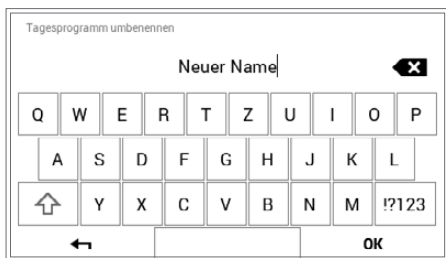 Tagesprogramm umbenennen
Neuer Name
Q W E R T Z U I O P
A S D F G H J K L
Y X C V B N M !?123
OK